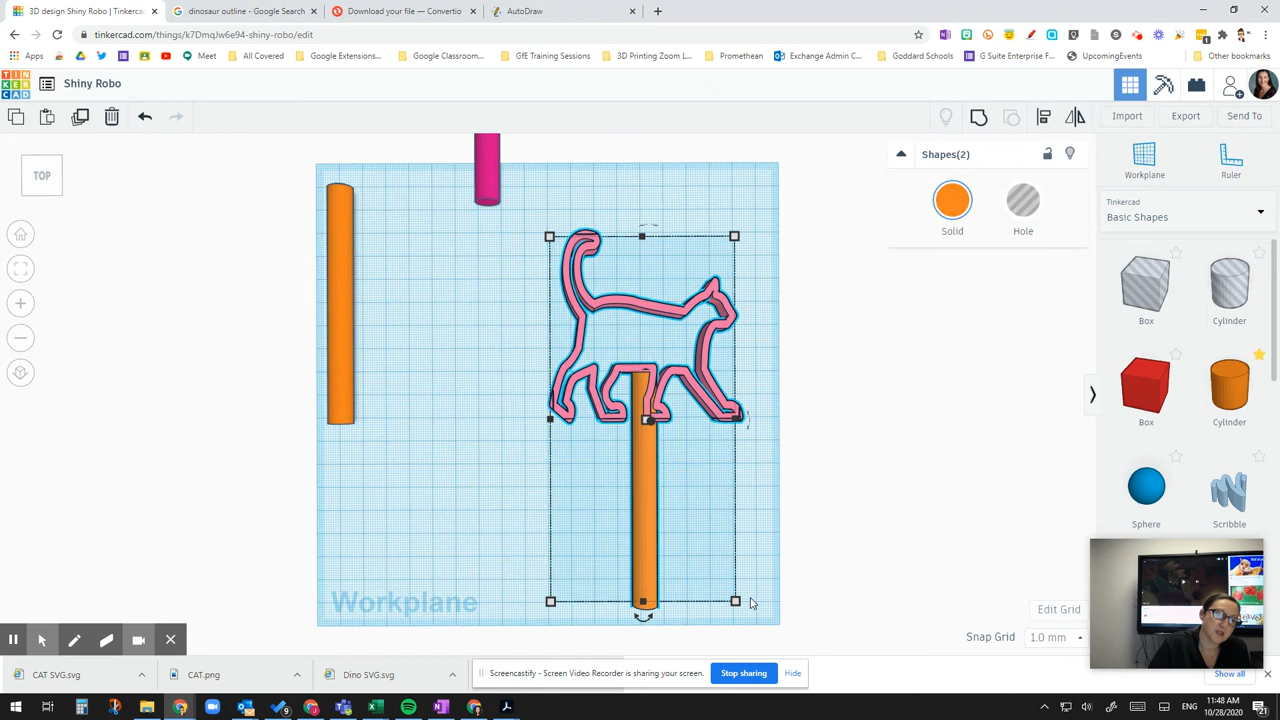 3D design Shiny Robo | Tinkercad
dinosaur outline - Google Search
Download your file — Convertio
AutoDraw
tinkercad.com/things/k7DmqJw6e94-shiny-robo/edit
Apps
New
All Covered
Google Extensions...
Google Classroom...
GfE Training Sessions
3D Printing Zoom L...
Promethean
Exchange Admin C...
Goddard Schools
G Suite Enterprise F...
UpcomingEvents
Other bookmarks
TIN
KER
CAD
Shiny Robo
Import
Export
Send To
TOP
Shapes(2)
Solid
Hole
Workplane
Ruler
Tinkercad
Basic Shapes
Box
Cylinder
Box
Cylinder
Sphere
Scribble
Workplane
Edit Grid
Snap Grid
1.0 mm
CAT SVG.svg
CAT.png
Dino SVG.svg
Screencastify - Screen Video Recorder is sharing your screen.
Stop sharing
Hide
Show all
11:48 AM
10/28/2020
21